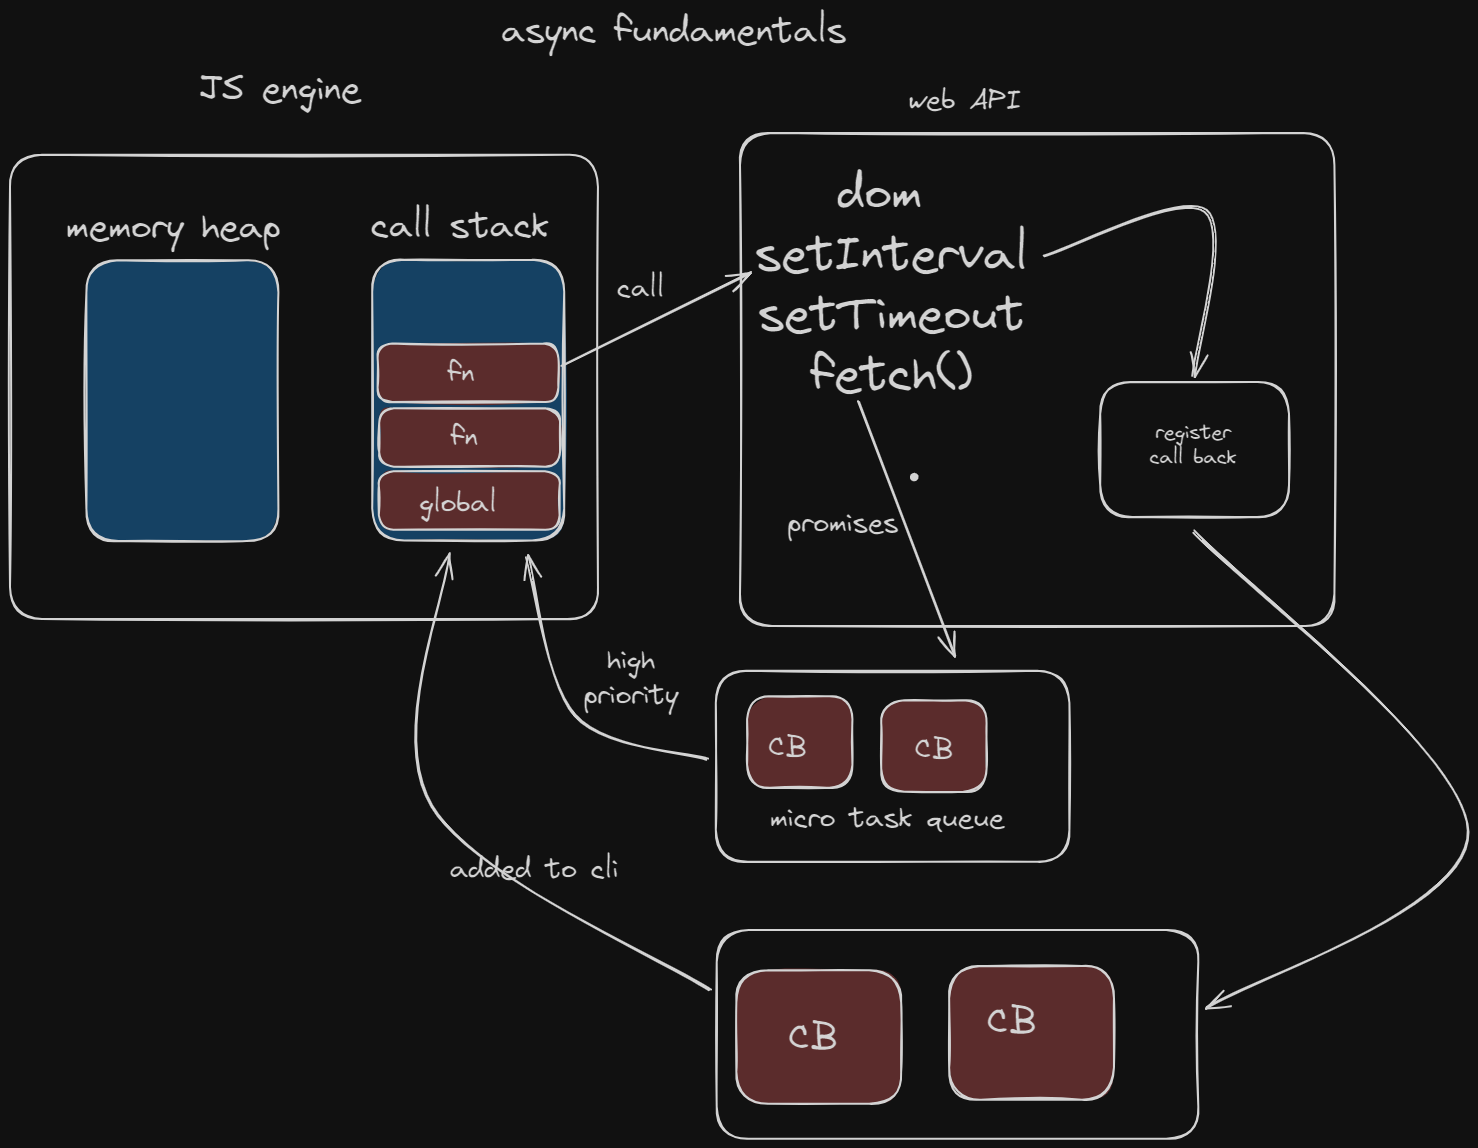 async fundamentals
JS engine
web API
memory heap
call stack
fn
fn
global
call
dom
setInterval
setTimeout
fetch()
register
call back
promises
high
priority
CB
CB
micro task queue
added to cli
CB
CB